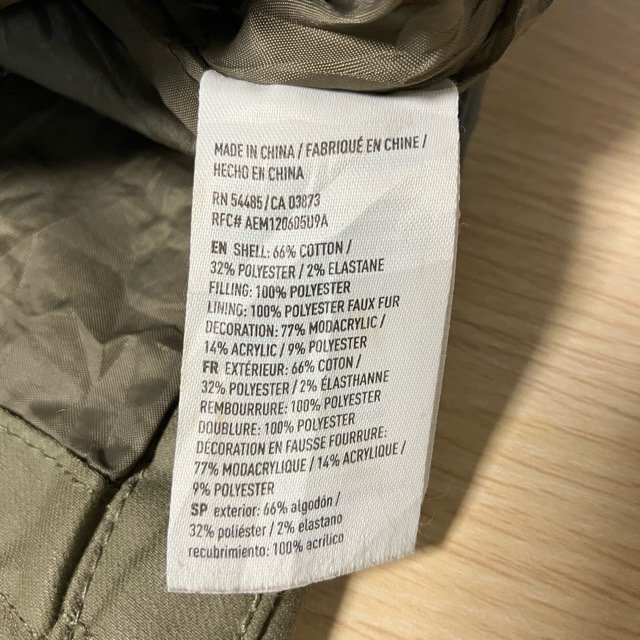 MADE IN CHINA / FABRIQUÉ EN CHINE /
HECHO EN CHINA
RN 54485/CA 03873
RFC# AEM120605U9A
EN SHELL: 66% COTTON /
32% POLYESTER / 2% ELASTANE
FILLING: 100% POLYESTER
LINING: 100% POLYESTER FAUX FUR
DECORATION: 77% MODACRYLIC /
14% ACRYLIC / 9% POLYESTER
FR EXTÉRIEUR: 66% COTON /
32% POLYESTER / 2% ÉLASTHANNE
REMBOURRURE: 100% POLYESTER
DOUBLURE: 100% POLYESTER
DÉCORATION EN FAUSSE FOURRURE:
77% MODACRYLIQUE / 14% ACRYLIQUE /
9% POLYESTER
SP exterior: 66% algodón /
32% poliéster / 2% elastano
recubrimiento: 100% acrílico